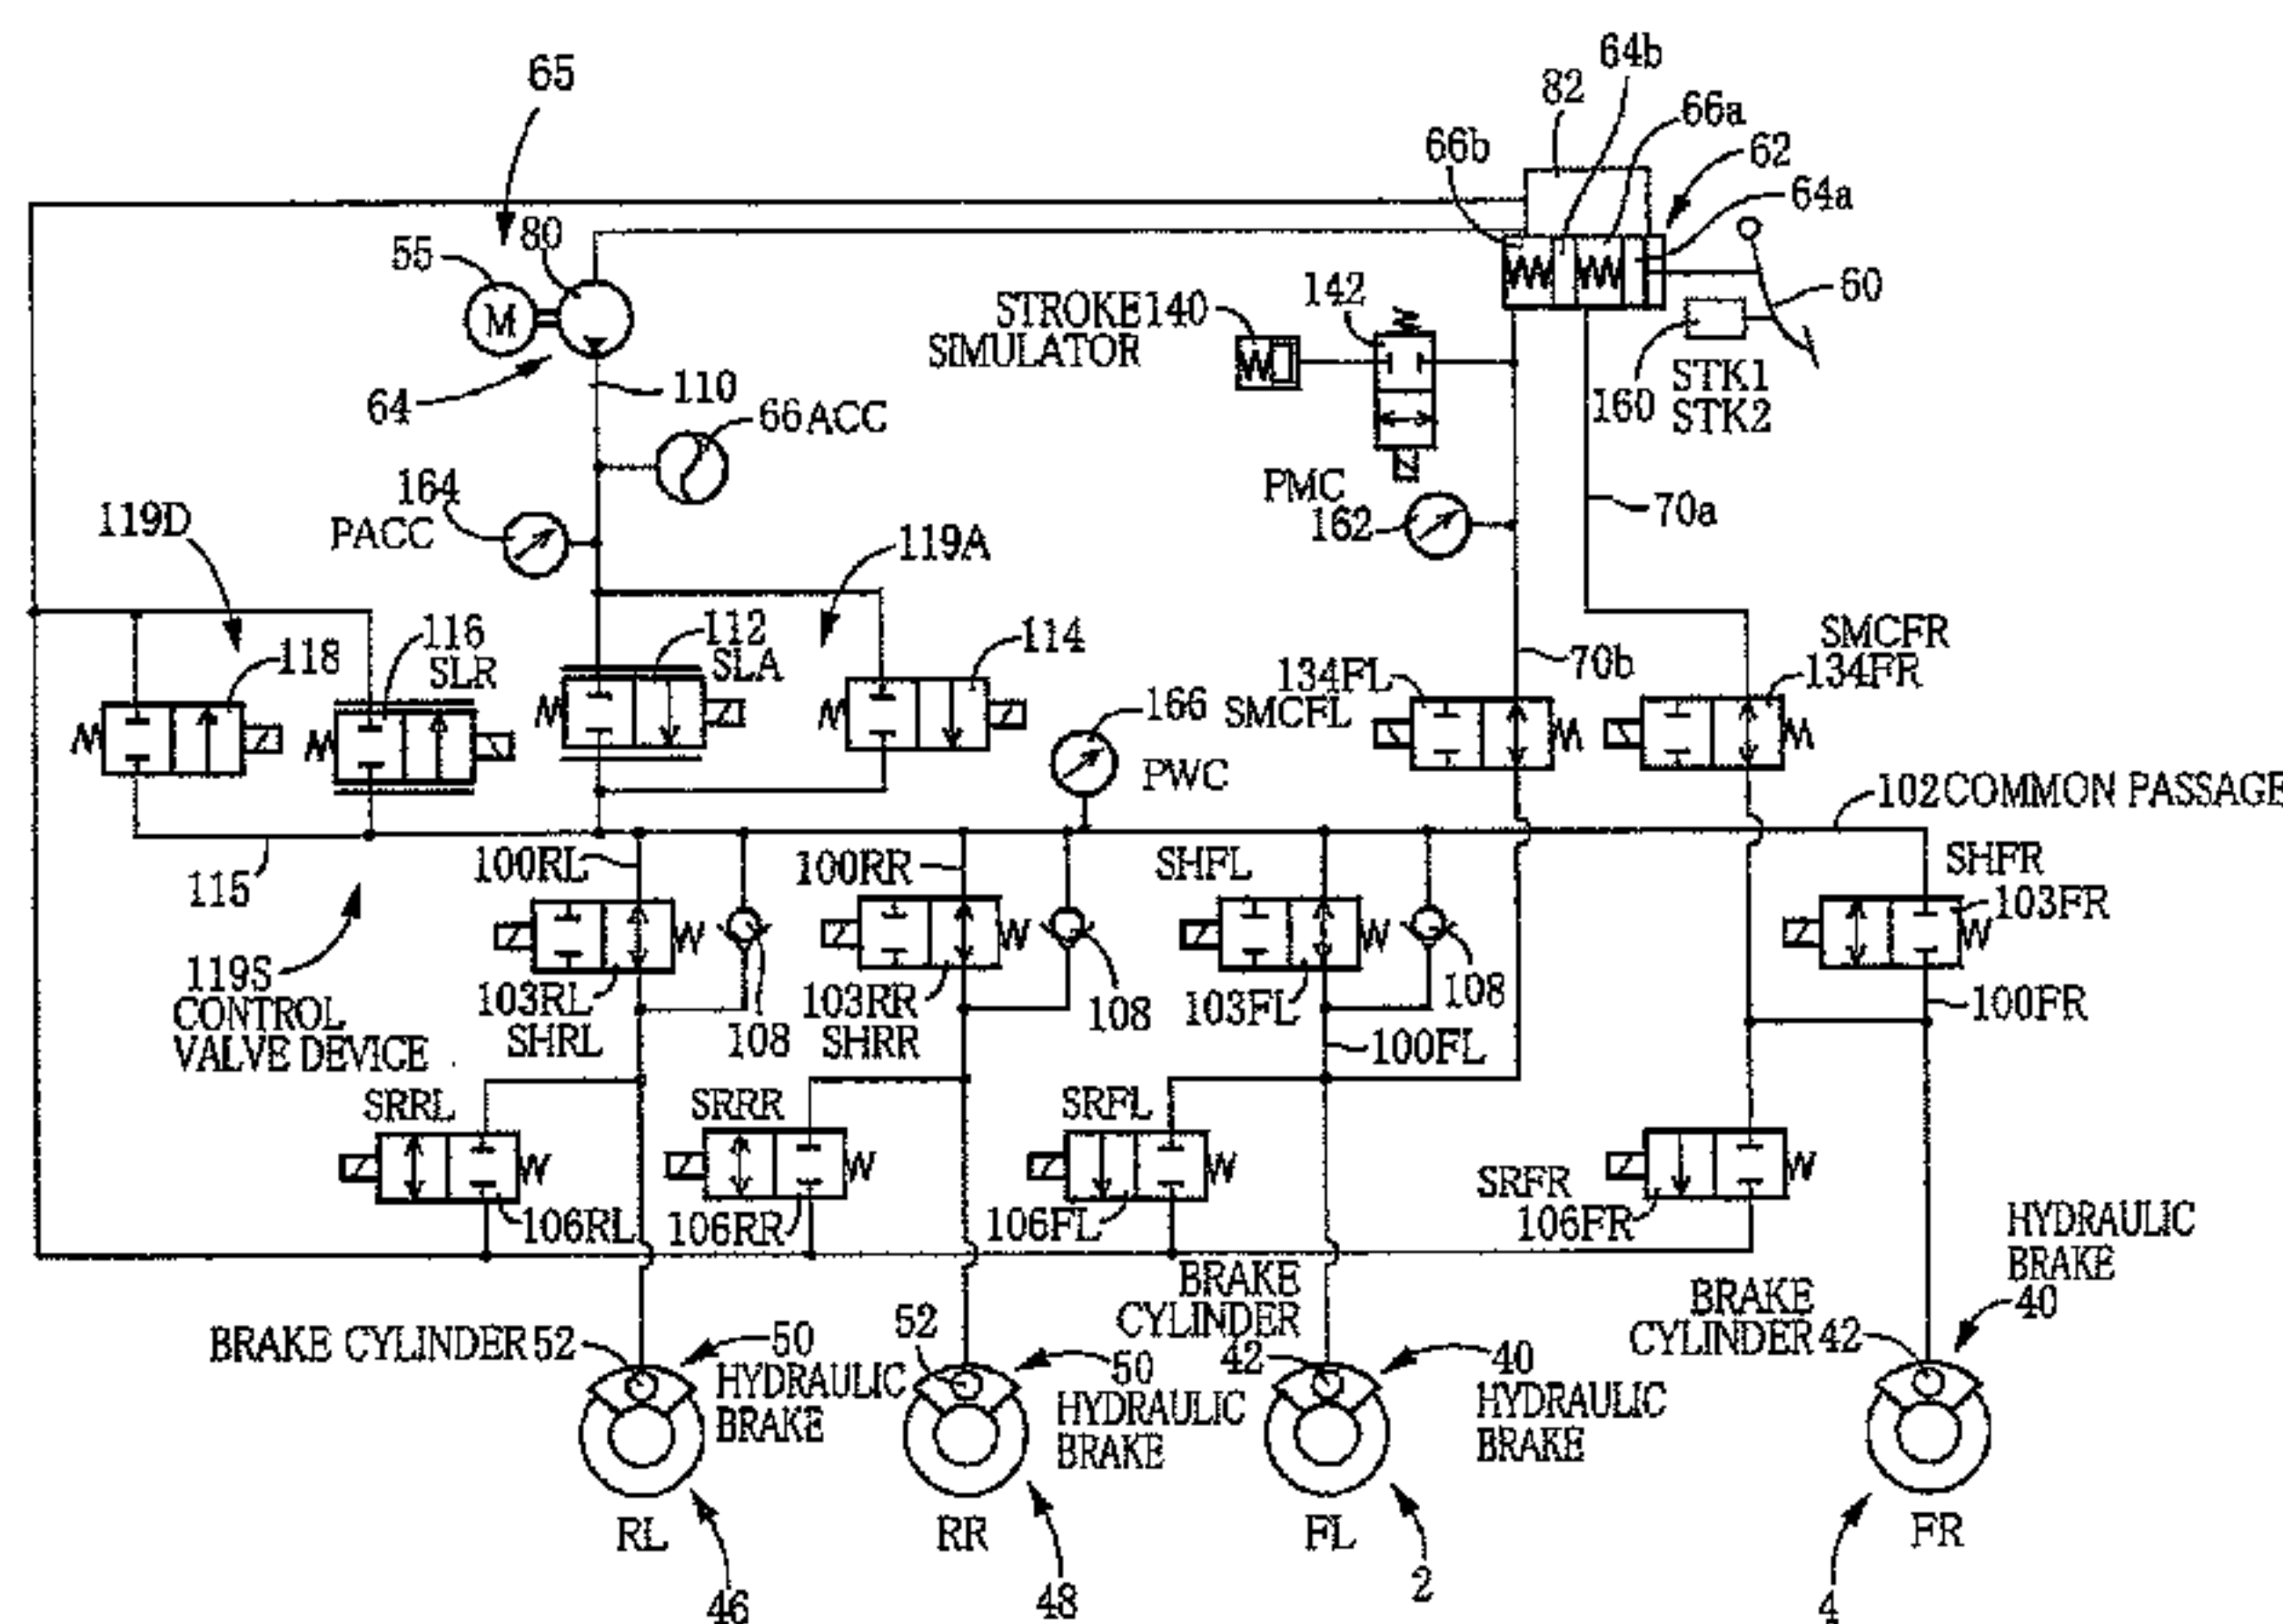 65
64b
82
66a
66b
62
64a
80
55
M
142
60
STROKE 140
SIMULATOR
64
110
STK1
160
STK2
66ACC
164
PACC
PMC
162
70a
119D
119A
112
SLA
114
116
SLR
118
SMCFR
134FR
70b
134FL
SMCFL
166
PWC
102 COMMON PASSAGE
100RL
100RR
SHFL
SHFR
103FR
115
119S
CONTROL
VALVE DEVICE
103RL
SHRL
108
103RR
SHRR
108
103FL
108
100FR
100FL
SRRL
SRRR
SRFL
SRFR
106FR
106RL
106RR
106FL
HYDRAULIC
BRAKE
40
BRAKE
CYLINDER
42
BRAKE
CYLINDER 42
BRAKE CYLINDER 52
50
HYDRAULIC
BRAKE
52
50
HYDRAULIC
BRAKE
40
HYDRAULIC
BRAKE
RL
RR
FL
FR
46
48
2
4